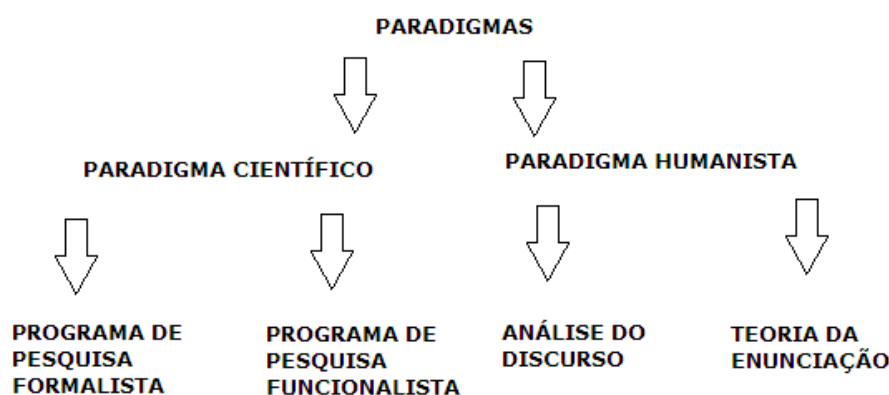 PARADIGMAS
PARADIGMA CIENTÍFICO
PARADIGMA HUMANISTA
PROGRAMA DE
PESQUISA
FORMALISTA
PROGRAMA DE
PESQUISA
FUNCIONALISTA
ANÁLISE DO
DISCURSO
TEORIA DA
ENUNCIAÇÃO